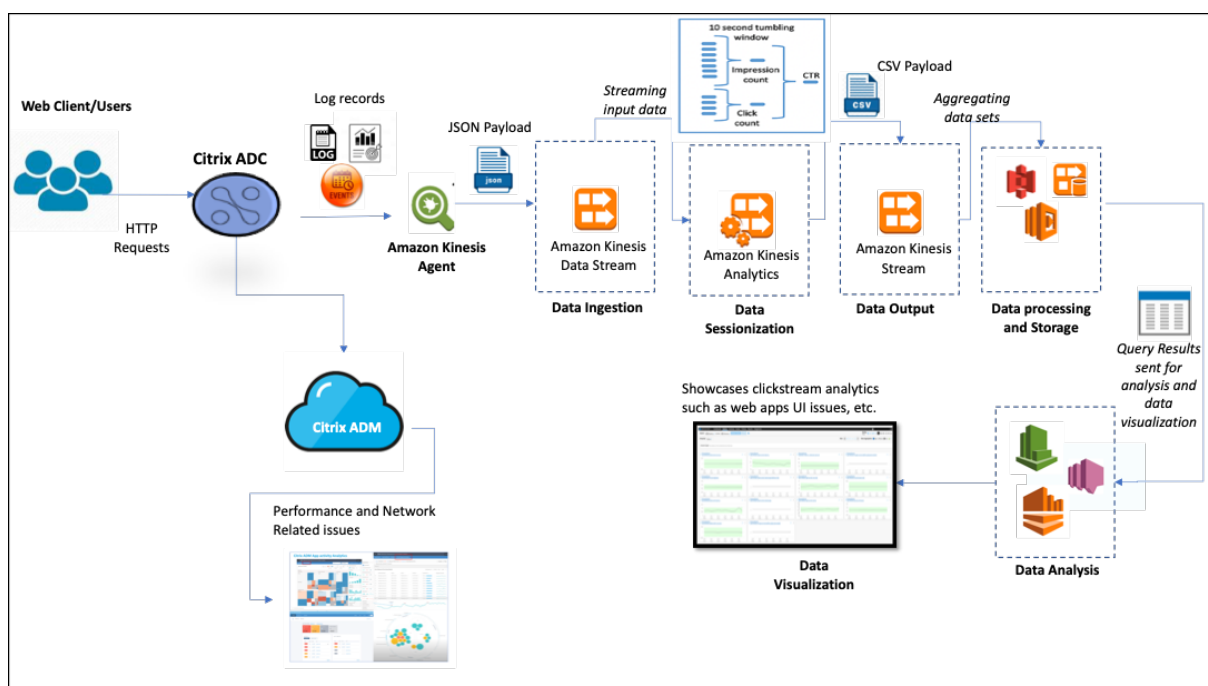 10 second tumbling
window
Impression
count
CTR
Click
count
Web Client/Users
HTTP
Requests
Citrix ADC
Log records
LOG
EVENTS
Amazon Kinesis
Agent
JSON Payload
json
Streaming
input data
Amazon Kinesis
Data Stream
Data Ingestion
Amazon Kinesis
Analytics
Data
Sessionization
CSV Payload
CSV
Amazon Kinesis
Stream
Data Output
Aggregating
data sets
Data processing
and Storage
Query Results
sent for
analysis and
data
visualization
Data Analysis
Showcases clickstream analytics
such as web apps UI issues, etc.
Data
Visualization
Citrix ADM
Performance and Network
Related issues